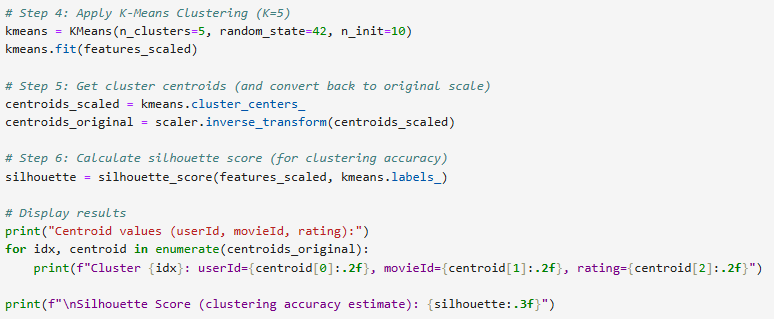 # Step 4: Apply K-Means Clustering (K=5)
kmeans = KMeans(n_clusters=5, random_state=42, n_init=10)
kmeans.fit(features_scaled)

# Step 5: Get cluster centroids (and convert back to original scale)
centroids_scaled = kmeans.cluster_centers_
centroids_original = scaler.inverse_transform(centroids_scaled)

# Step 6: Calculate silhouette score (for clustering accuracy)
silhouette = silhouette_score(features_scaled, kmeans.labels_)

# Display results
print("Centroid values (userId, movieId, rating):")
for idx, centroid in enumerate(centroids_original):
    print(f"Cluster {idx}: userId={centroid[0]:.2f}, movieId={centroid[1]:.2f}, rating={centroid[2]:.2f}")

print(f"\nSilhouette Score (clustering accuracy estimate): {silhouette:.3f}")